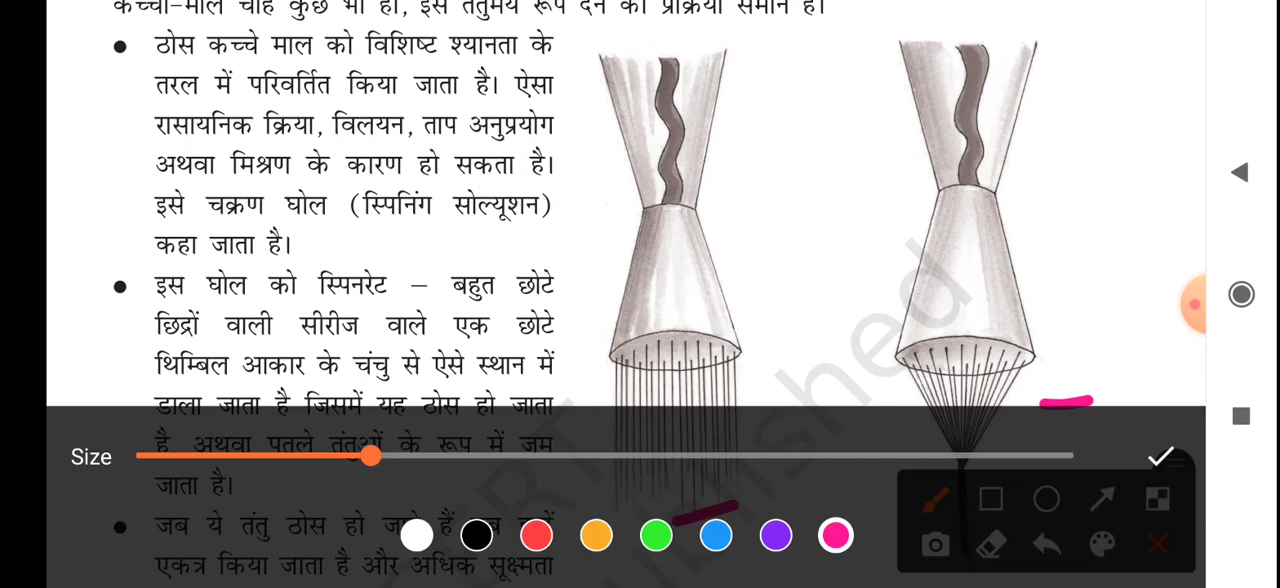 कच्चा-माल चाहे कुछ भी हो, इसे तंतुमय रूप देने की प्रक्रिया समान है।
● ठोस कच्चे माल को विशिष्ट श्यानता के
तरल में परिवर्तित किया जाता है। ऐसा
रासायनिक क्रिया, विलयन, ताप अनुप्रयोग
अथवा मिश्रण के कारण हो सकता है।
इसे चक्रण घोल (स्पिनिंग सोल्यूशन)
कहा जाता है।
● इस घोल को स्पिनरेट – बहुत छोटे
छिद्रों वाली सीरीज वाले एक छोटे
थिम्बिल आकार के चंचु से ऐसे स्थान में
डाला जाता है जिसमें यह ठोस हो जाता
है अथवा पतले तंतुओं के रूप में जम
जाता है।
● जब ये तंतु ठोस हो जाते हैं
एकत्र किया जाता है और अधिक सूक्ष्मता
Size
published